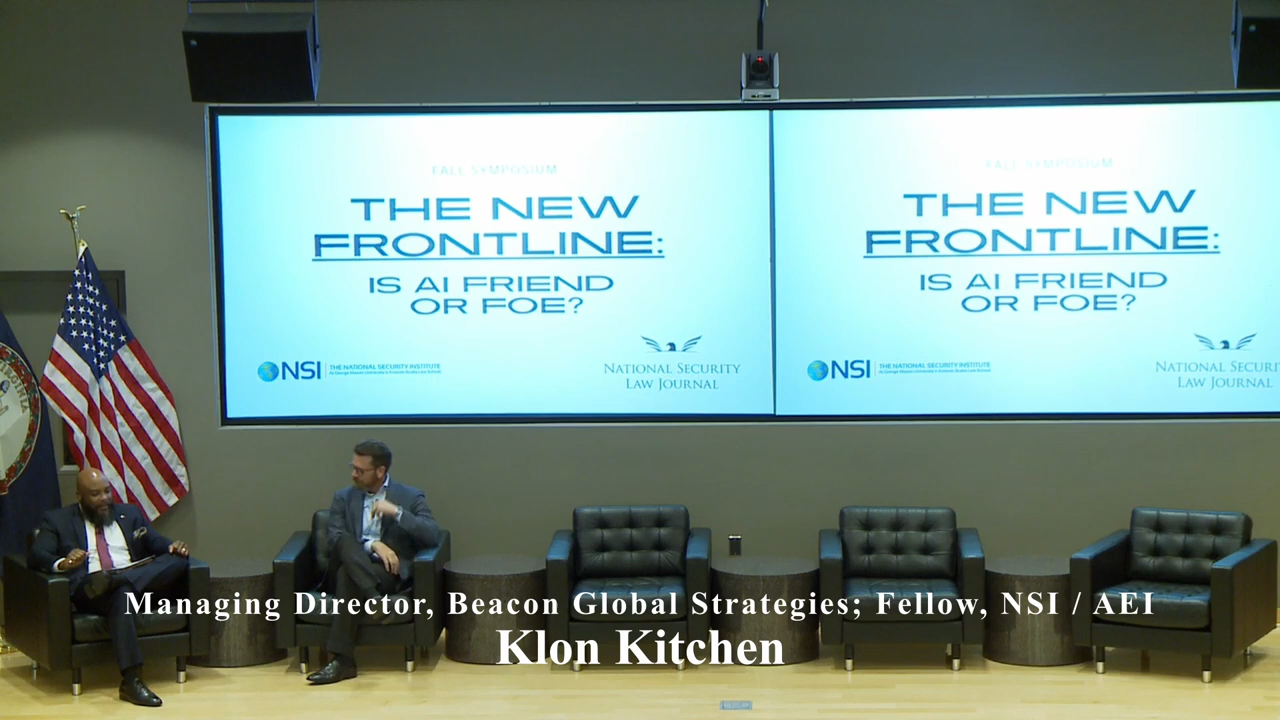 FALL SYMPOSIUM
THE NEW
FRONTLINE:
IS AI FRIEND
OR FOE?
NSI THE NATIONAL SECURITY INSTITUTE
NATIONAL SECURITY
LAW JOURNAL
FALL SYMPOSIUM
THE NEW
FRONTLINE:
IS AI FRIEND
OR FOE?
NSI THE NATIONAL SECURITY INSTITUTE
NATIONAL SECURI
LAW JOURNAL
Managing Director, Beacon Global Strategies; Fellow, NSI / AEI
Klon Kitchen